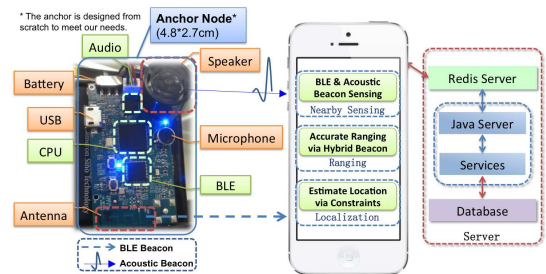 * The anchor is designed from
scratch to meet our needs.
Anchor Node*
(4.8*2.7cm)
Audio
Speaker
Battery
USB
CPU
Microphone
BLE
Antenna
BLE Beacon
Acoustic Beacon
BLE & Acoustic
Beacon Sensing
Nearby Sensing
Accurate Ranging
via Hybrid Beacon
Ranging
Estimate Location
via Constraints
Localization
Redis Server
Java Server
Services
Database
Server